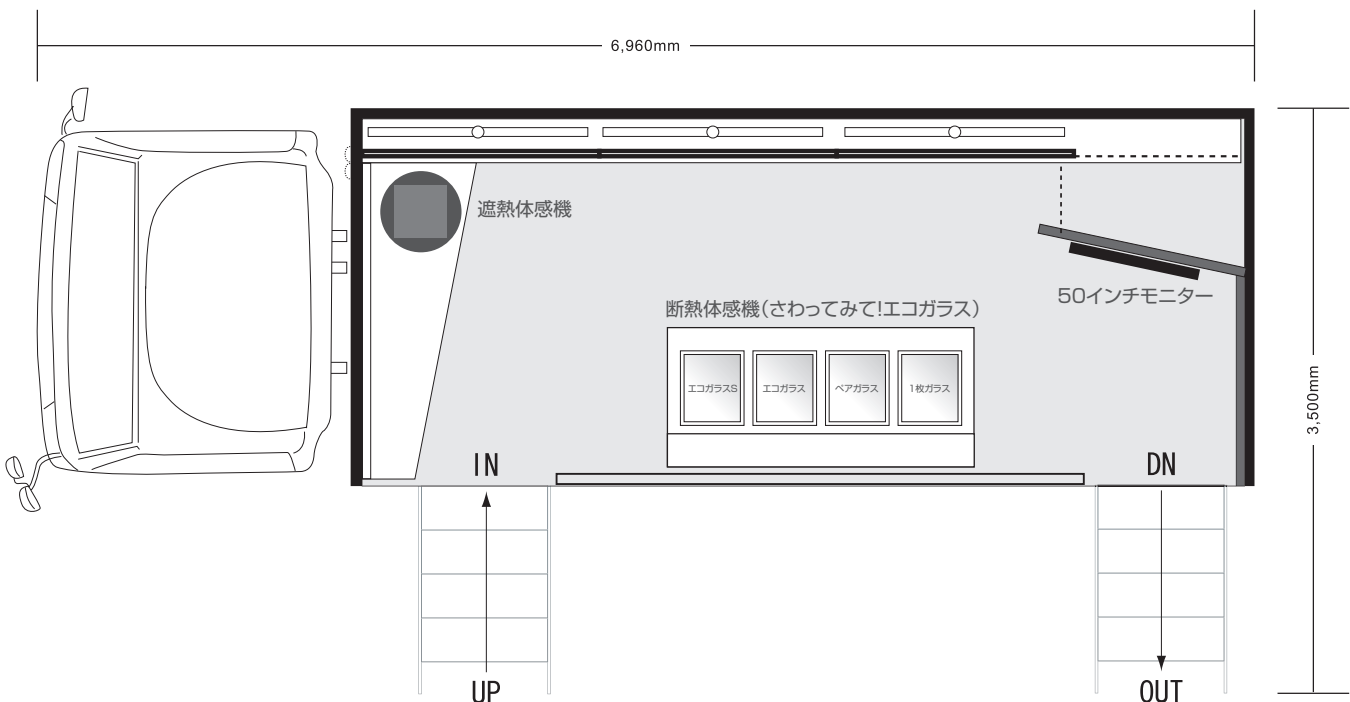 6,960mm
遮熱体感機
50インチモニター
断熱体感機(さわってみて!エコガラス)
エコガラスS
エコガラス
ペアガラス
1枚ガラス
3,500mm
IN
DN
UP
OUT